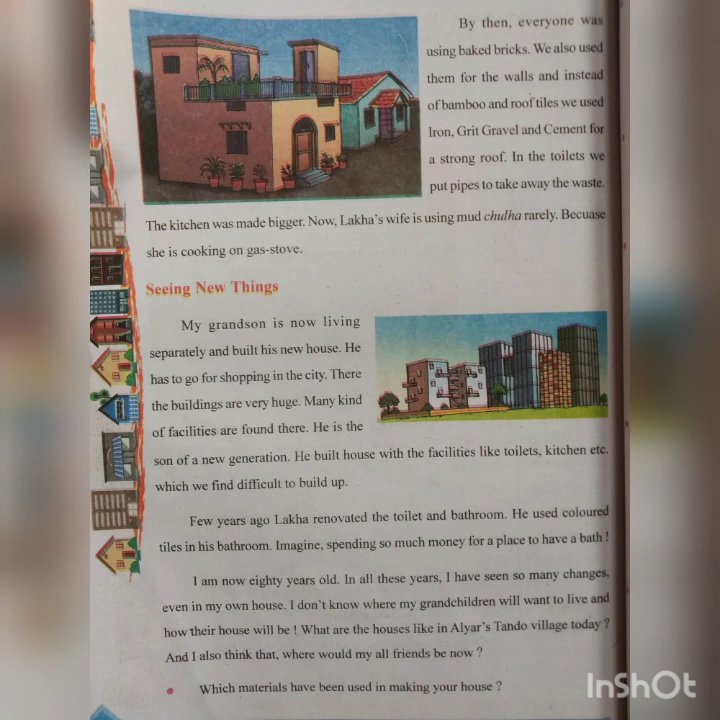 By then, everyone was
using baked bricks. We also used
them for the walls and instead
of bamboo and roof tiles we used
Iron, Grit Gravel and Cement for
a strong roof. In the toilets we
put pipes to take away the waste.
The kitchen was made bigger. Now, Lakha's wife is using mud chulha rarely. Becuase
she is cooking on gas-stove.
Seeing New Things
My grandson is now living
separately and built his new house. He
has to go for shopping in the city. There
the buildings are very huge. Many kind
of facilities are found there. He is the
son of a new generation. He built house with the facilities like toilets, kitchen etc.
which we find difficult to build up.
Few years ago Lakha renovated the toilet and bathroom. He used coloured
tiles in his bathroom. Imagine, spending so much money for a place to have a bath !
I am now eighty years old. In all these years, I have seen so many changes,
even in my own house. I don't know where my grandchildren will want to live and
how their house will be ! What are the houses like in Alyar's Tando village today ?
And I also think that, where would my all friends be now ?
• Which materials have been used in making your house ?
InShOt